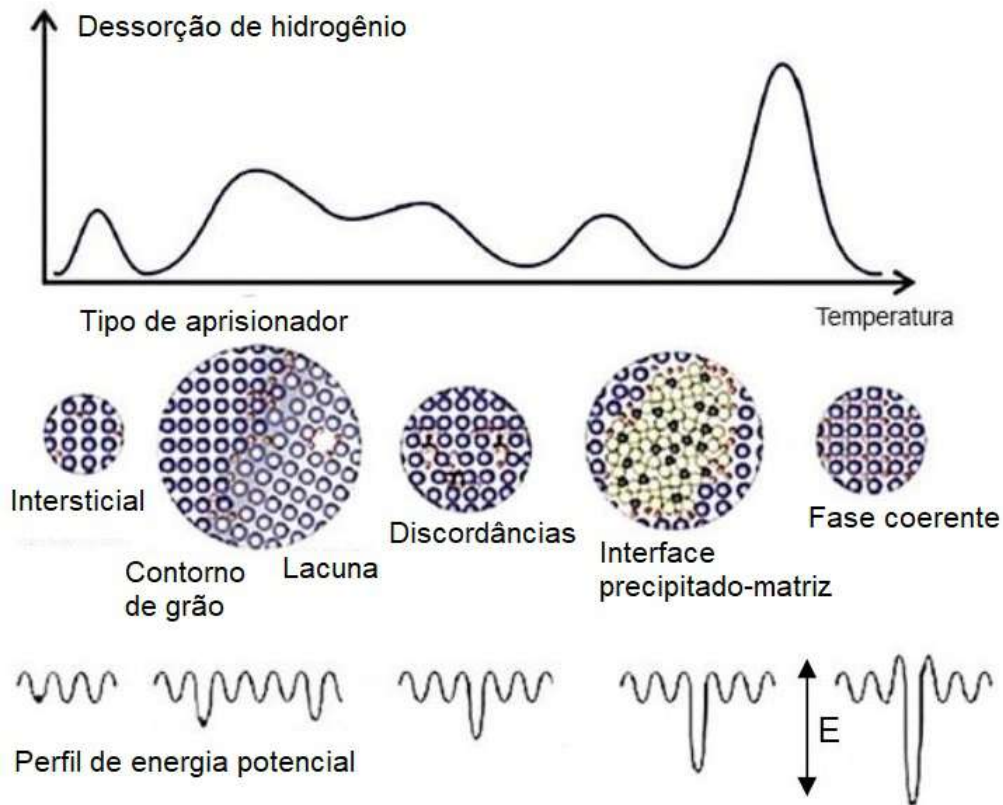 Dessorção de hidrogênio
Temperatura
Tipo de aprisionador
Intersticial
Contorno
de grão
Lacuna
Discordâncias
Interface
precipitado-matriz
Fase coerente
E
Perfil de energia potencial